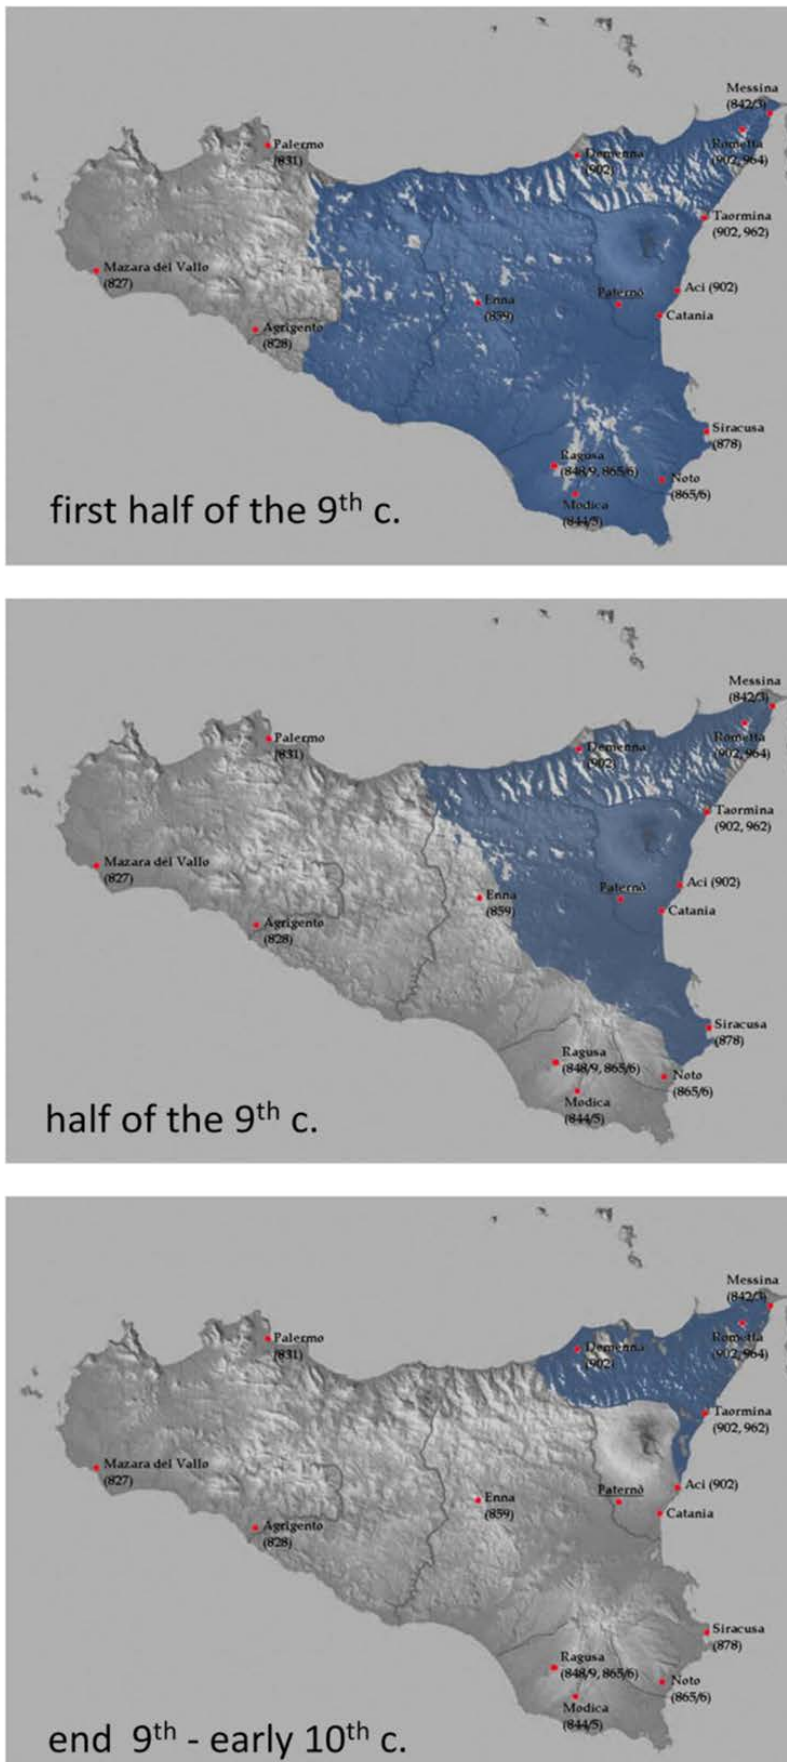 Messina
(842/3)
Palermo
(831)
Rometta
(902, 964)
Demenna
(902)
Taormina
(902, 962)
Mazara del Vallo
(827)
Aci (902)
Enna
(859)
Paternò
Catania
Agrigento
(828)
Siracusa
(878)
Ragusa
(848/9, 865/6)
Noto
(865/6)
Modica
(844/5)
first half of the 9th c.
Messina
(842/3)
Palermo
(831)
Rometta
(902, 964)
Demenna
(902)
Taormina
(902, 962)
Mazara del Vallo
(827)
Aci (902)
Enna
(859)
Paternò
Catania
Agrigento
(828)
Siracusa
(878)
Ragusa
(848/9, 865/6)
Noto
(865/6)
Modica
(844/5)
half of the 9th c.
Messina
(842/3)
Palermo
(831)
Rometta
(902, 964)
Demenna
(902)
Taormina
(902, 962)
Mazara del Vallo
(827)
Aci (902)
Enna
(859)
Paternò
Catania
Agrigento
(828)
Siracusa
(878)
Ragusa
(848/9, 865/6)
Noto
(865/6)
Modica
(844/5)
end 9th - early 10th c.